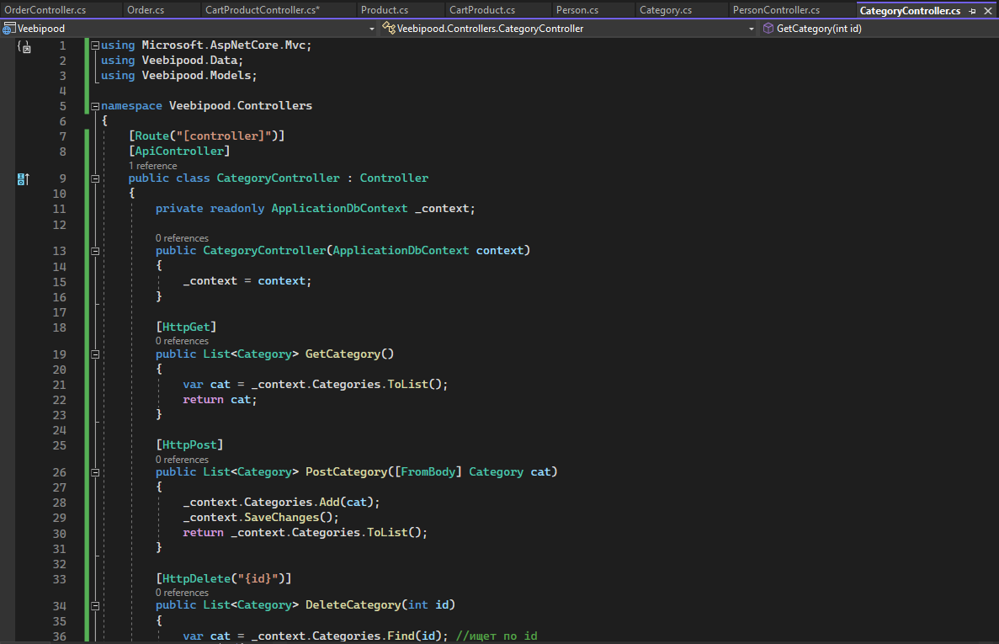 OrderController.cs Order.cs CartProductController.cs* Product.cs CartProduct.cs Person.cs Category.cs PersonController.cs CategoryController.cs
Veebipood Veebipood.Controllers.CategoryController GetCategory(int id)
1 using Microsoft.AspNetCore.Mvc;
2 using Veebipood.Data;
3 using Veebipood.Models;
4
5 namespace Veebipood.Controllers
6 {
7 [Route("[controller]")]
8 [ApiController]
1 reference
9 public class CategoryController : Controller
10 {
11 private readonly ApplicationDbContext _context;
12
0 references
13 public CategoryController(ApplicationDbContext context)
14 {
15 _context = context;
16 }
17
18 [HttpGet]
0 references
19 public List<Category> GetCategory()
20 {
21 var cat = _context.Categories.ToList();
22 return cat;
23 }
24
25 [HttpPost]
0 references
26 public List<Category> PostCategory([FromBody] Category cat)
27 {
28 _context.Categories.Add(cat);
29 _context.SaveChanges();
30 return _context.Categories.ToList();
31 }
32
33 [HttpDelete("{id}")]
0 references
34 public List<Category> DeleteCategory(int id)
35 {
36 var cat = _context.Categories.Find(id); //ищет по id